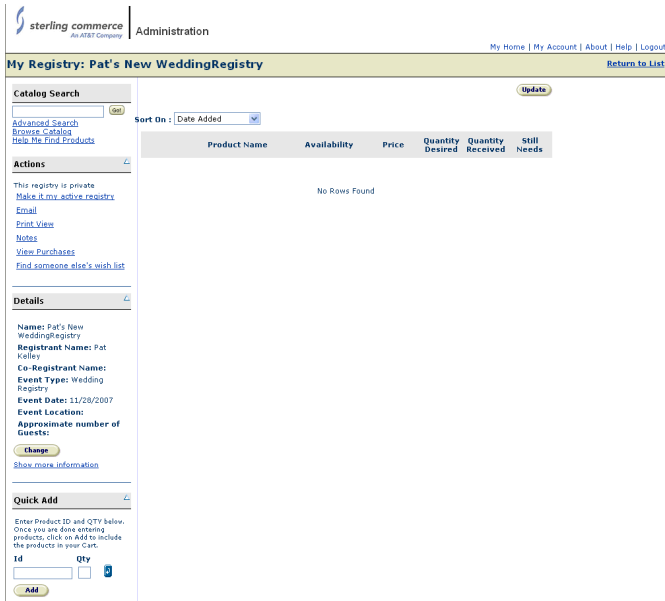 sterling commerce
An AT&T Company
Administration
My Home | My Account | About | Help | Logout
My Registry: Pat's New WeddingRegistry
Return to List
Catalog Search
Go!
Advanced Search
Browse Catalog
Help Me Find Products
Update
Sort On : Date Added
Product Name Availability Price Quantity Desired Quantity Received Still Needs
No Rows Found
Actions
This registry is private
Make it my active registry
Email
Print View
Notes
View Purchases
Find someone else's wish list
Details
Name: Pat's New
WeddingRegistry
Registrant Name: Pat
Kelley
Co-Registrant Name:
Event Type: Wedding
Registry
Event Date: 11/28/2007
Event Location:
Approximate number of
Guests:
Change
Show more information
Quick Add
Enter Product ID and QTY below.
Once you are done entering
products, click on Add to include
the products in your Cart.
Id Qty
Add